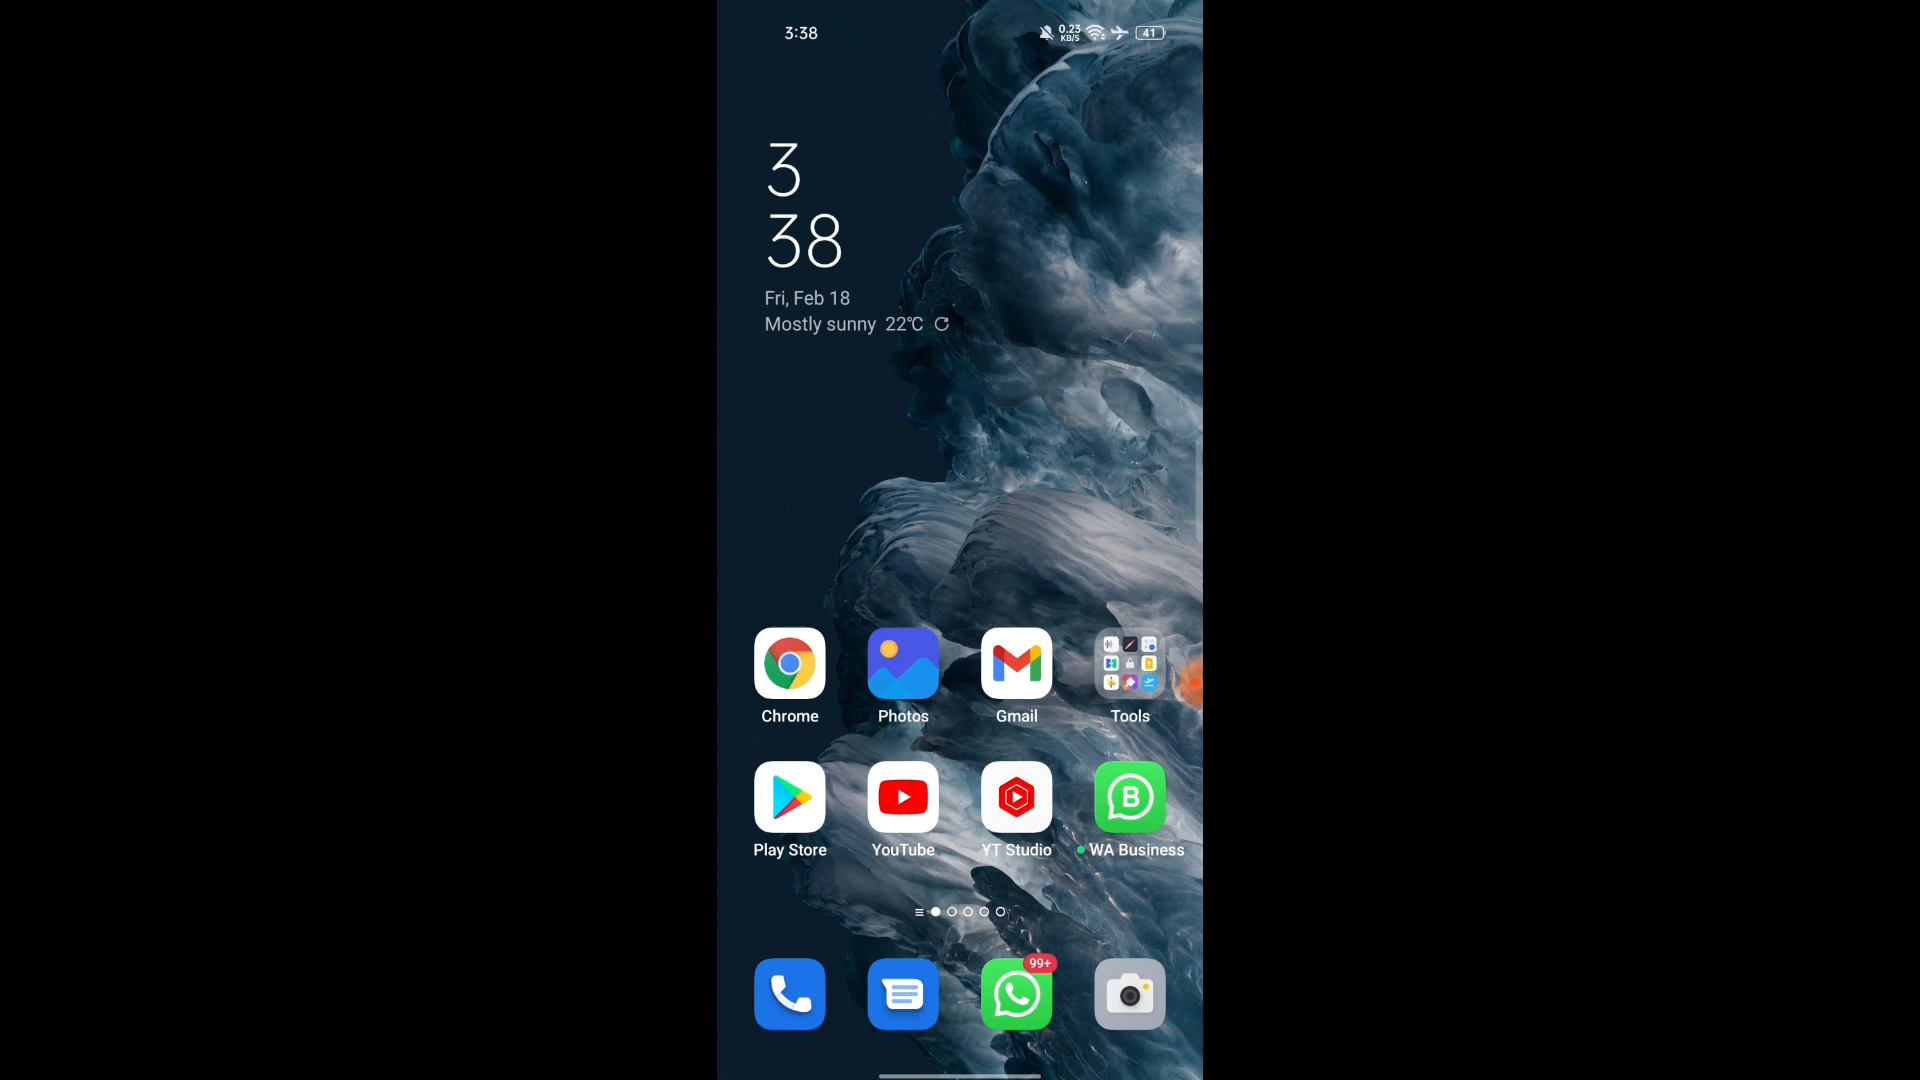 3:38
0.23
KB/S
41
3
38
Fri, Feb 18
Mostly sunny 22℃
Chrome
Photos
Gmail
Tools
Play Store
YouTube
YT Studio
WA Business
99+